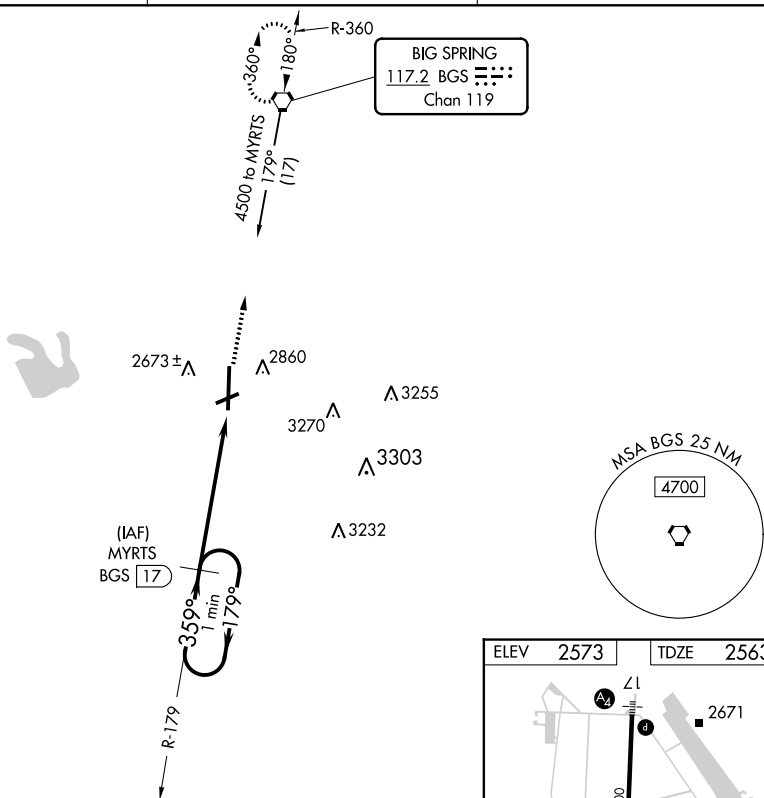 R-360
360°
180°
BIG SPRING
117.2 BGS
Chan 119
4500 to MYRTS
179°
(17)
2673 ±
2860
3255
3270
3303
3232
MSA BGS 25 NM
4700
(IAF)
MYRTS
BGS 17
359°
1 min
179°
R-179
ELEV 2573
TDZE 2563
17
A4
P
2671